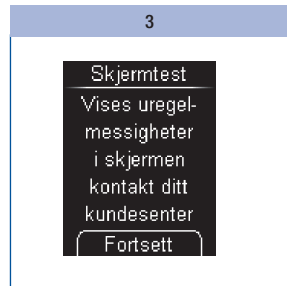 3
Skjermtest
Vises uregel-
messigheter
i skjermen
kontakt ditt
kundesenter
Fortsett